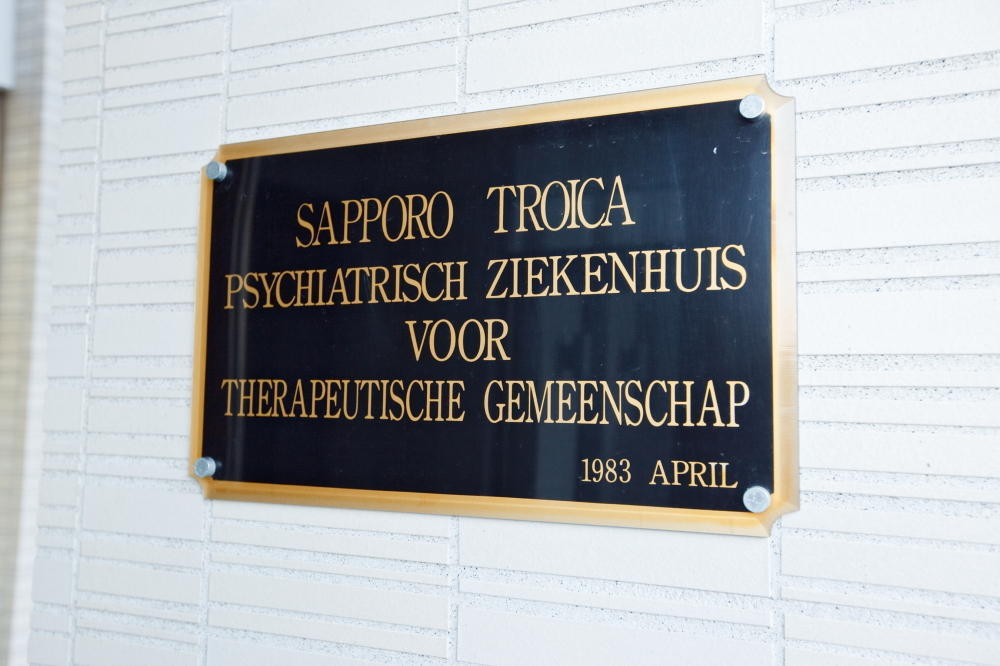 SAPPORO TROICA
PSYCHIATRISCH ZIEKENHUIS
VOOR
THERAPEUTISCHE GEMEENSCHAP
1983 APRIL